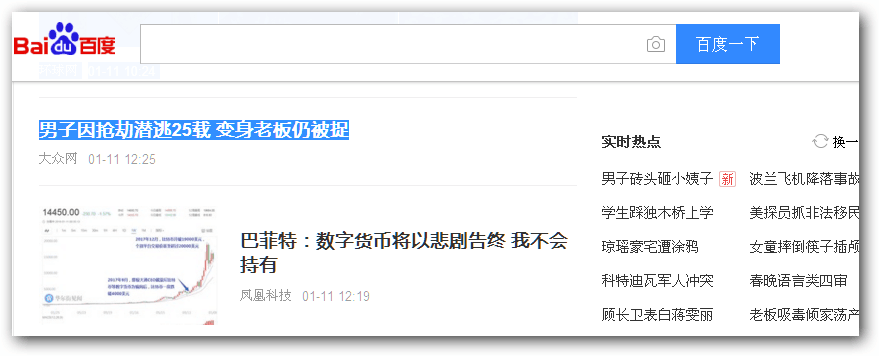 Bai du 百度
百度一下
男子因抢劫潜逃25载 变身老板仍被捉
大众网 01-11 12:25
14450.00
巴菲特：数字货币将以悲剧告终 我不会
持有
凤凰科技 01-11 12:19
实时热点 换一
男子砖头砸小姨子 新 波兰飞机降落事故
学生踩独木桥上学 美探员抓非法移民
琼瑶蒙宅遭涂鸦 女童摔倒筷子插颅
科特迪瓦军人冲突 春晚语言类四审
顾长卫表白蒋雯丽 老板吸毒倾家荡产